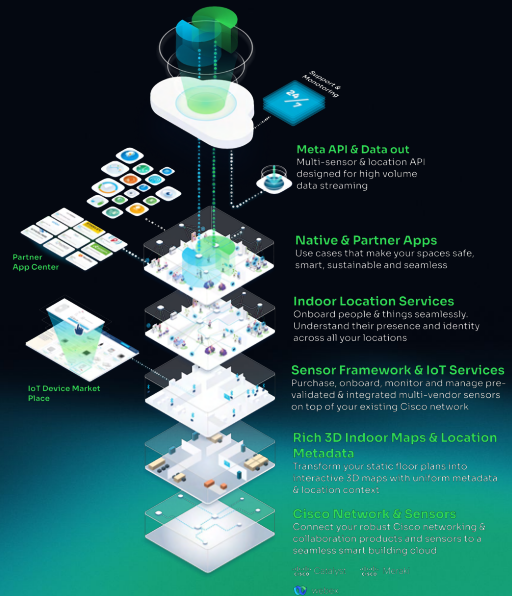 Support &
Monotoring
24/7
Meta API & Data out
Multi-sensor & location API
designed for high volume
data streaming
Native & Partner Apps
Use cases that make your spaces safe,
smart, sustainable and seamless
Partner
App Center
Indoor Location Services
Onboard people & things seamlessly.
Understand their presence and identity
across all your locations
Sensor Framework & IoT Services
Purchase, onboard, monitor and manage pre-
validated & integrated multi-vendor sensors
on top of your existing Cisco network
IoT Device Market
Place
Rich 3D Indoor Maps & Location
Metadata
Transform your static floor plans into
interactive 3D maps with uniform metadata
& location context
Cisco Network & Sensors
Connect your robust Cisco networking &
collaboration products and sensors to a
seamless smart building cloud